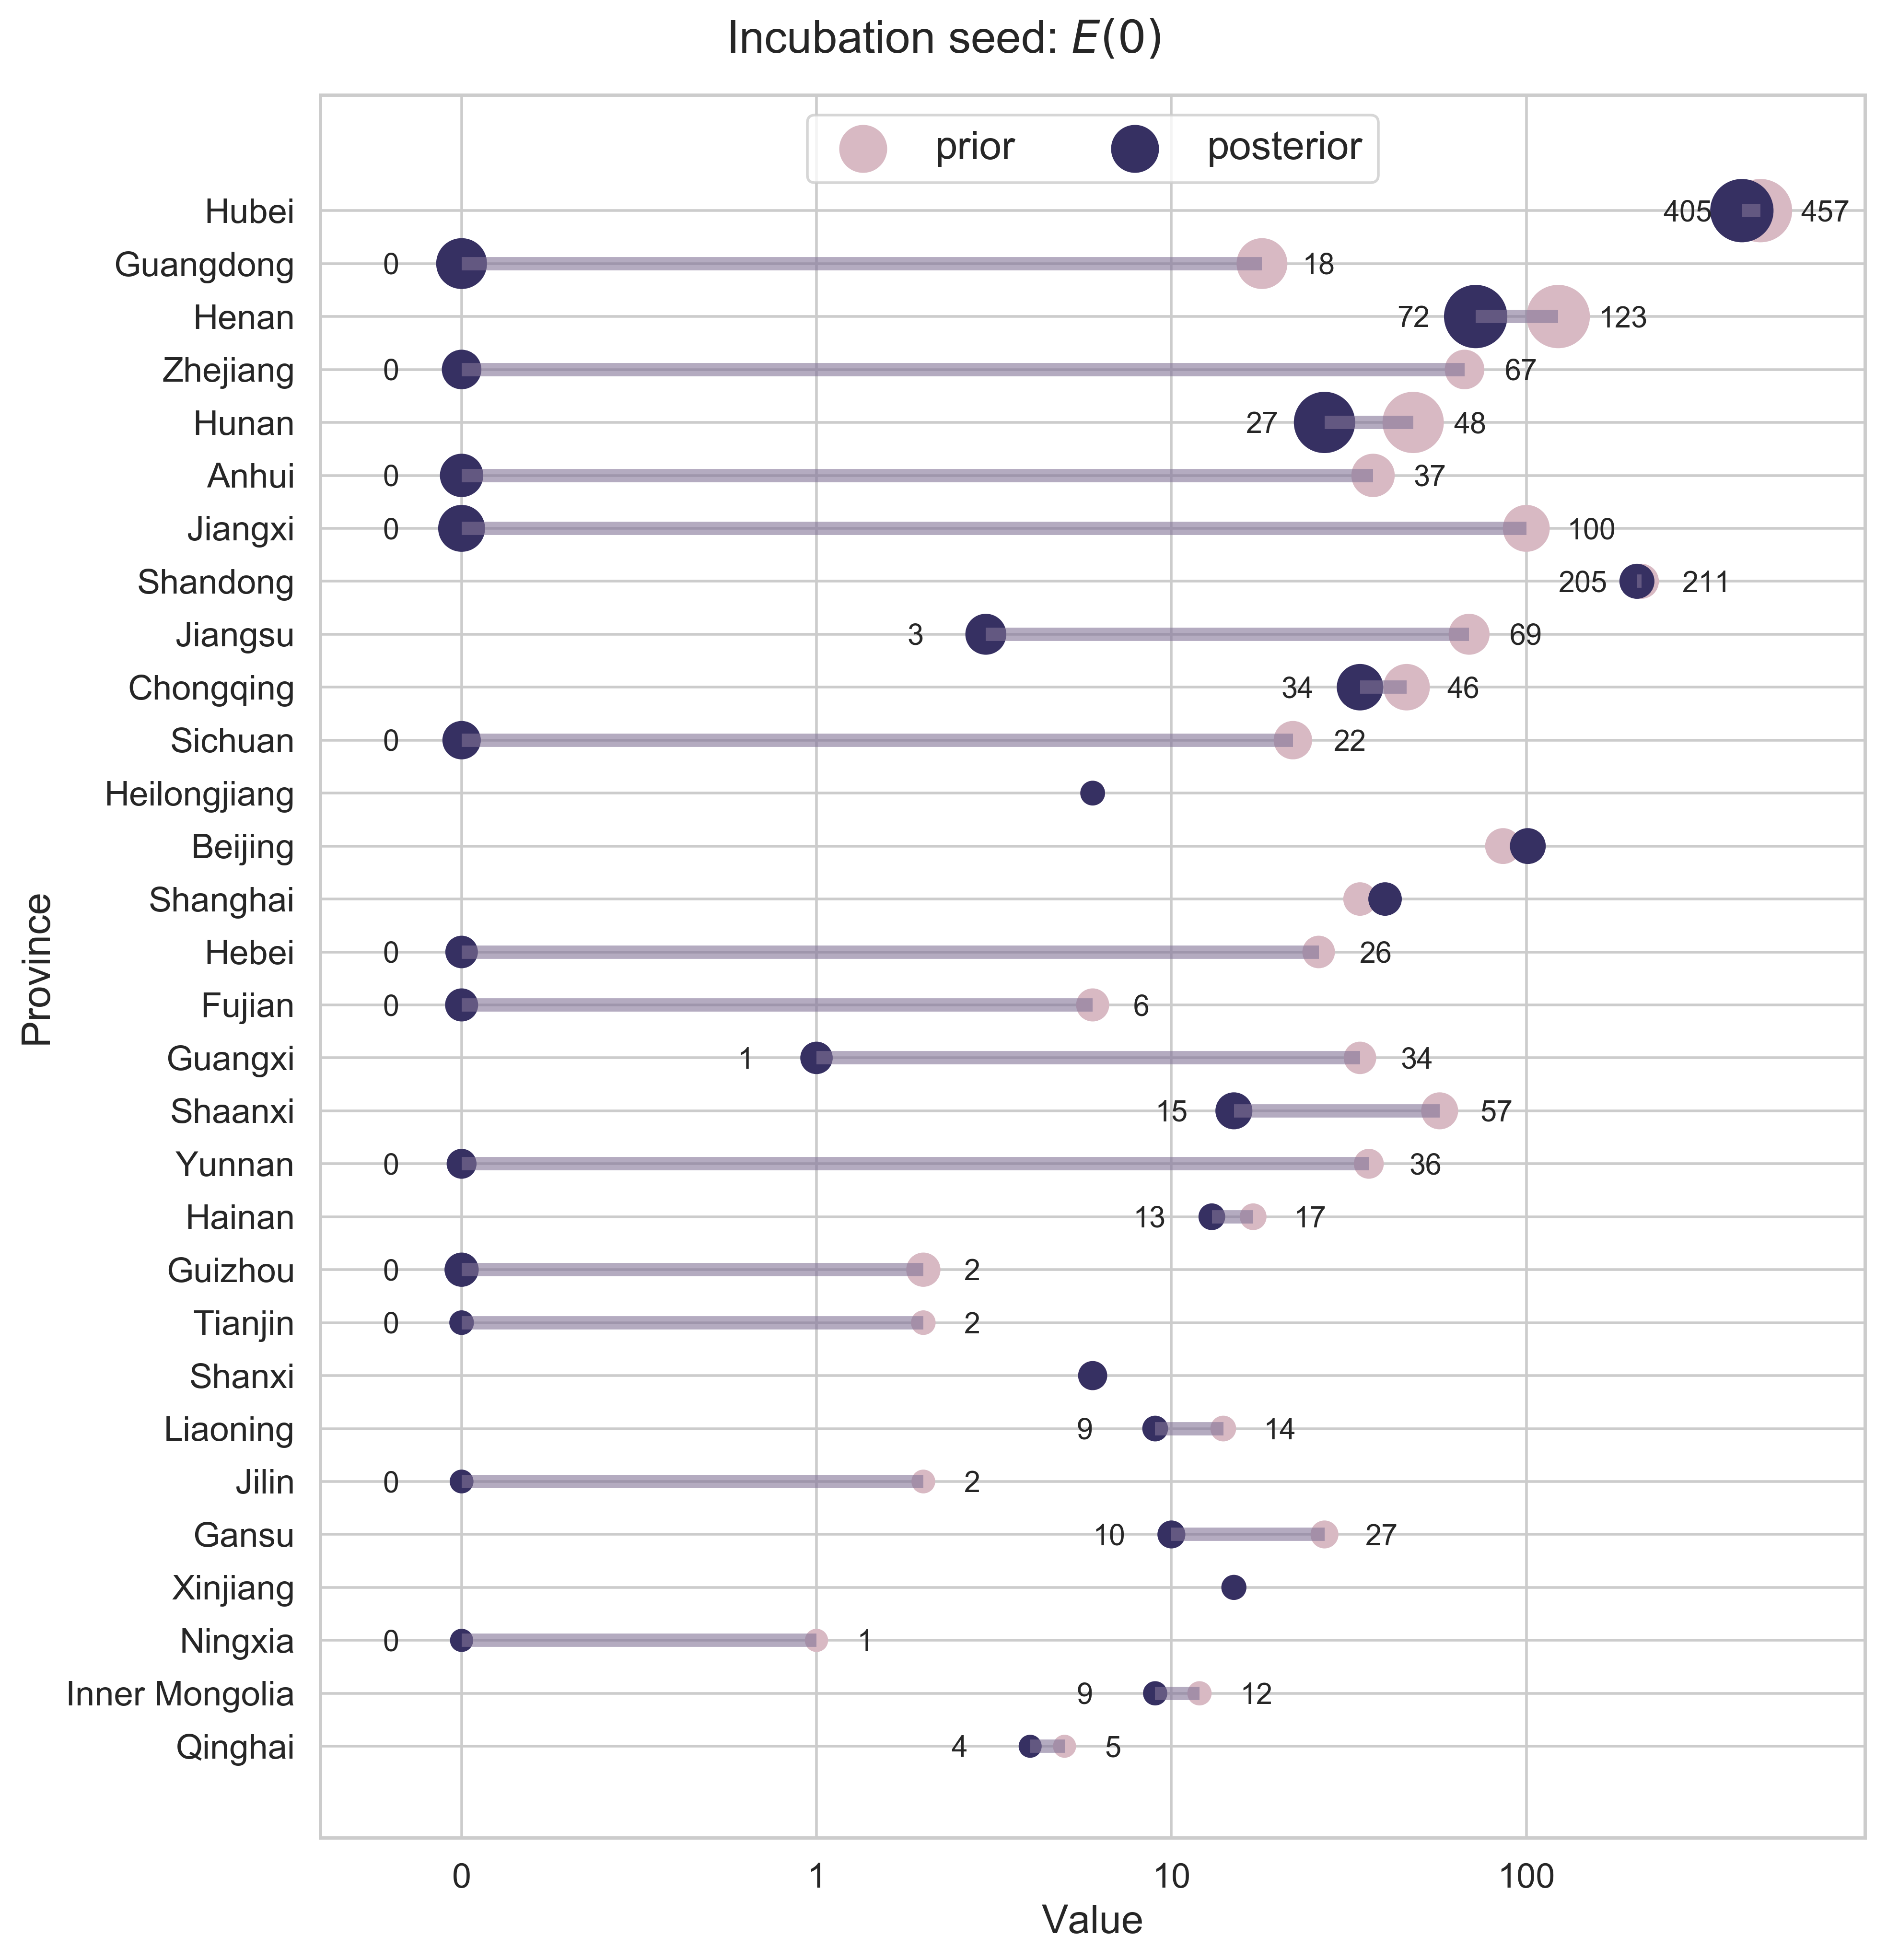 Incubation seed: E(0)
prior posterior
Hubei 405 457
Guangdong 0 18
Henan 72 123
Zhejiang 0 67
Hunan 27 48
Anhui 0 37
Jiangxi 0 100
Shandong 205 211
Jiangsu 3 69
Chongqing 34 46
Sichuan 0 22
Heilongjiang
Beijing
Shanghai
Hebei 0 26
Fujian 0 6
Guangxi 1 34
Shaanxi 15 57
Yunnan 0 36
Hainan 13 17
Guizhou 0 2
Tianjin 0 2
Shanxi
Liaoning 9 14
Jilin 0 2
Gansu 10 27
Xinjiang
Ningxia 0 1
Inner Mongolia 9 12
Qinghai 4 5
Province
0 1 10 100
Value